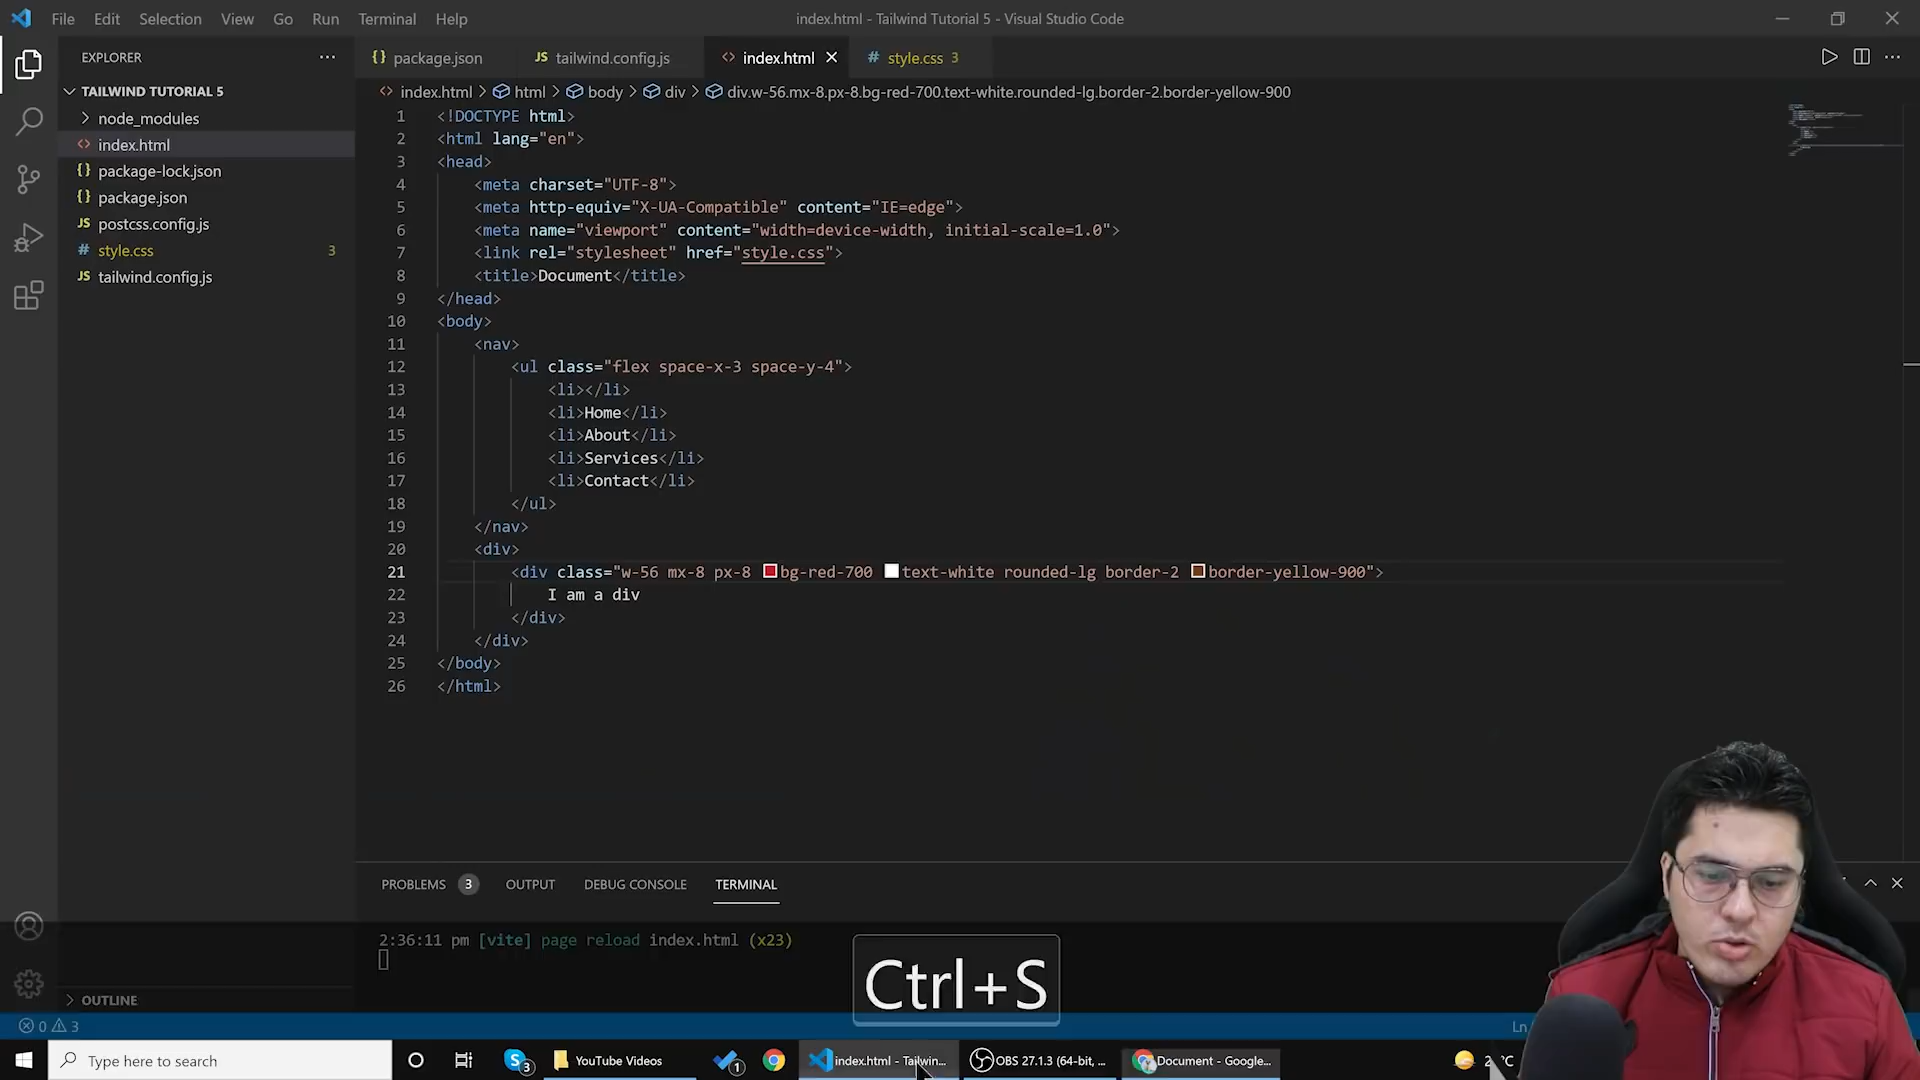 File Edit Selection View Go Run Terminal Help
index.html - Tailwind Tutorial 5 - Visual Studio Code
EXPLORER
TAILWIND TUTORIAL 5
node_modules
<> index.html
{} package-lock.json
{} package.json
JS postcss.config.js
# style.css 3
JS tailwind.config.js
OUTLINE
{} package.json
JS tailwind.config.js
<> index.html
# style.css 3
<> index.html > html > body > div > div.w-56.mx-8.px-8.bg-red-700.text-white.rounded-lg.border-2.border-yellow-900
1 <!DOCTYPE html>
2 <html lang="en">
3 <head>
4 <meta charset="UTF-8">
5 <meta http-equiv="X-UA-Compatible" content="IE=edge">
6 <meta name="viewport" content="width=device-width, initial-scale=1.0">
7 <link rel="stylesheet" href="style.css">
8 <title>Document</title>
9 </head>
10 <body>
11 <nav>
12 <ul class="flex space-x-3 space-y-4">
13 <li></li>
14 <li>Home</li>
15 <li>About</li>
16 <li>Services</li>
17 <li>Contact</li>
18 </ul>
19 </nav>
20 <div>
21 <div class="w-56 mx-8 px-8 bg-red-700 text-white rounded-lg border-2 border-yellow-900">
22 I am a div
23 </div>
24 </div>
25 </body>
26 </html>
PROBLEMS 3 OUTPUT DEBUG CONSOLE TERMINAL
2:36:11 pm [vite] page reload index.html (x23)
Ctrl+S
0 3
Ln
Type here to search
3
YouTube Videos
1
index.html - Tailwin...
OBS 27.1.3 (64-bit, ...
Document - Google...